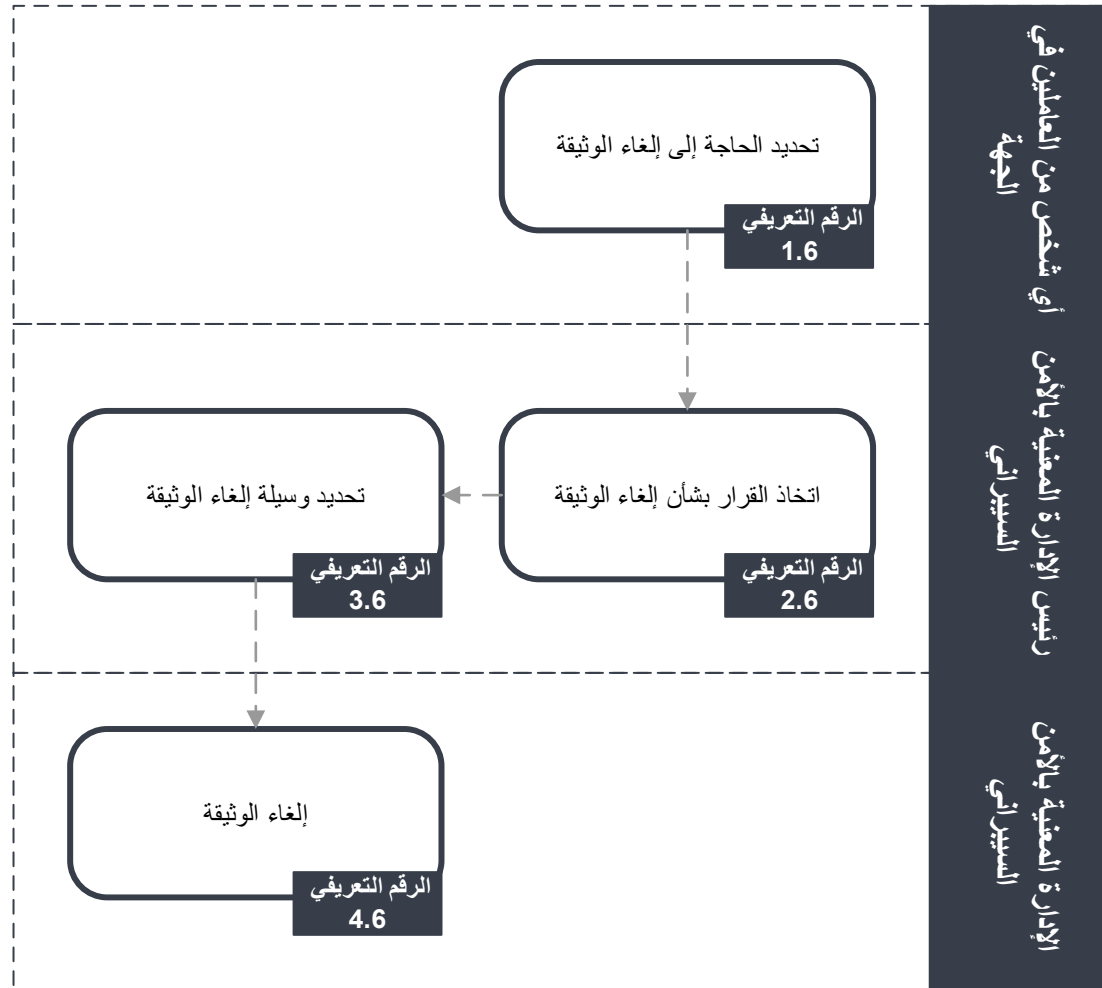 أي شخص من العاملين في
الجهة
تحديد الحاجة إلى إلغاء الوثيقة
الرقم التعريفي
1.6
رئيس الإدارة المعنية بالأمن
السيبراني
اتخاذ القرار بشأن إلغاء الوثيقة
الرقم التعريفي
2.6
تحديد وسيلة إلغاء الوثيقة
الرقم التعريفي
3.6
الإدارة المعنية بالأمن
السيبراني
إلغاء الوثيقة
الرقم التعريفي
4.6